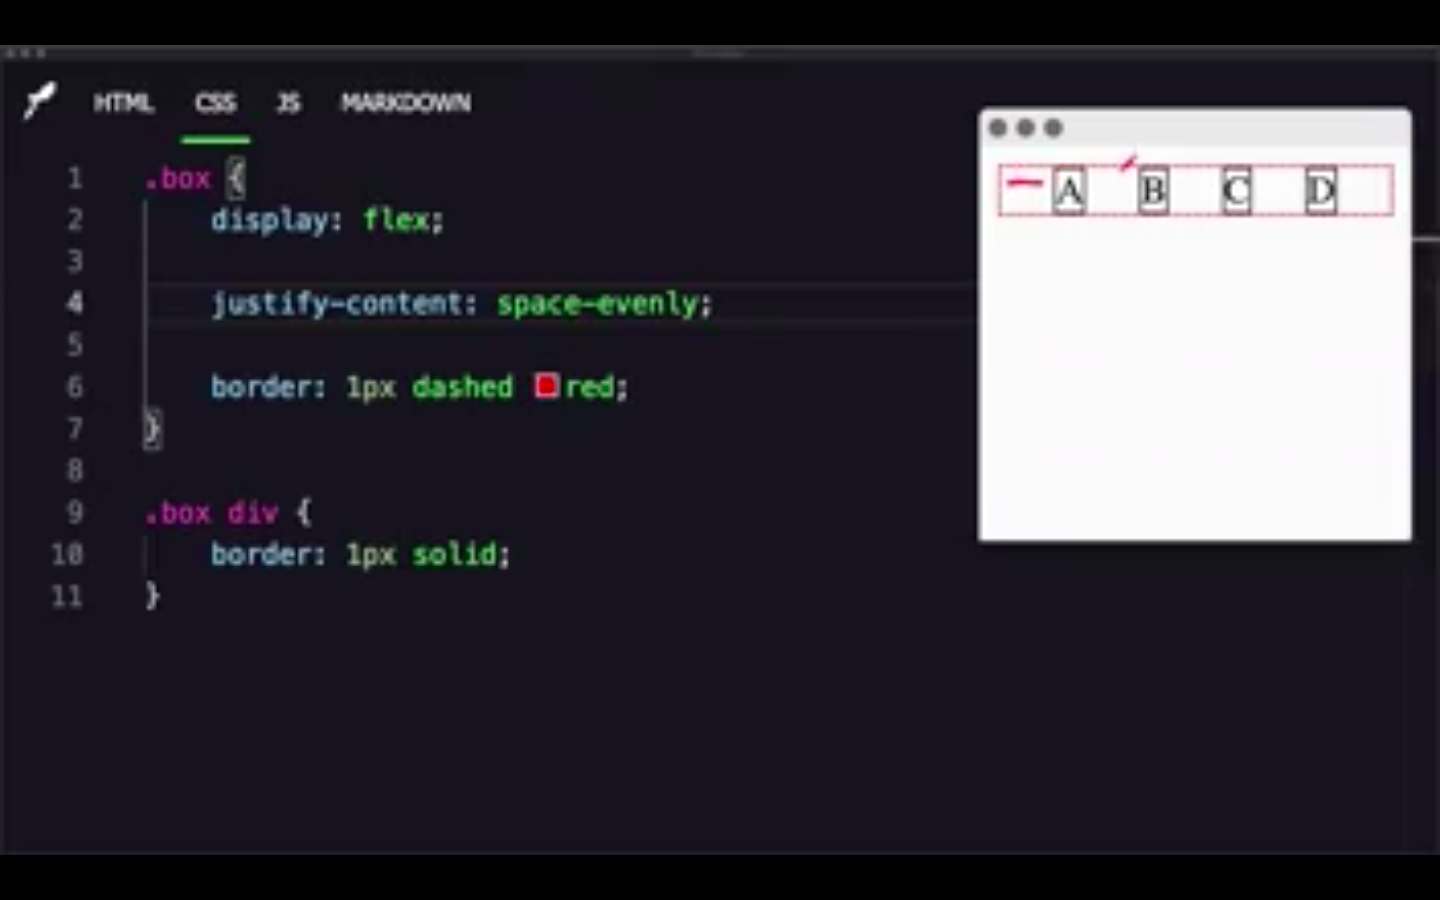 HTML CSS JS MARKDOWN
1 .box {
2 display: flex;
3
4 justify-content: space-evenly;
5
6 border: 1px dashed red;
7 }
8
9 .box div {
10 border: 1px solid;
11 }
A B C D